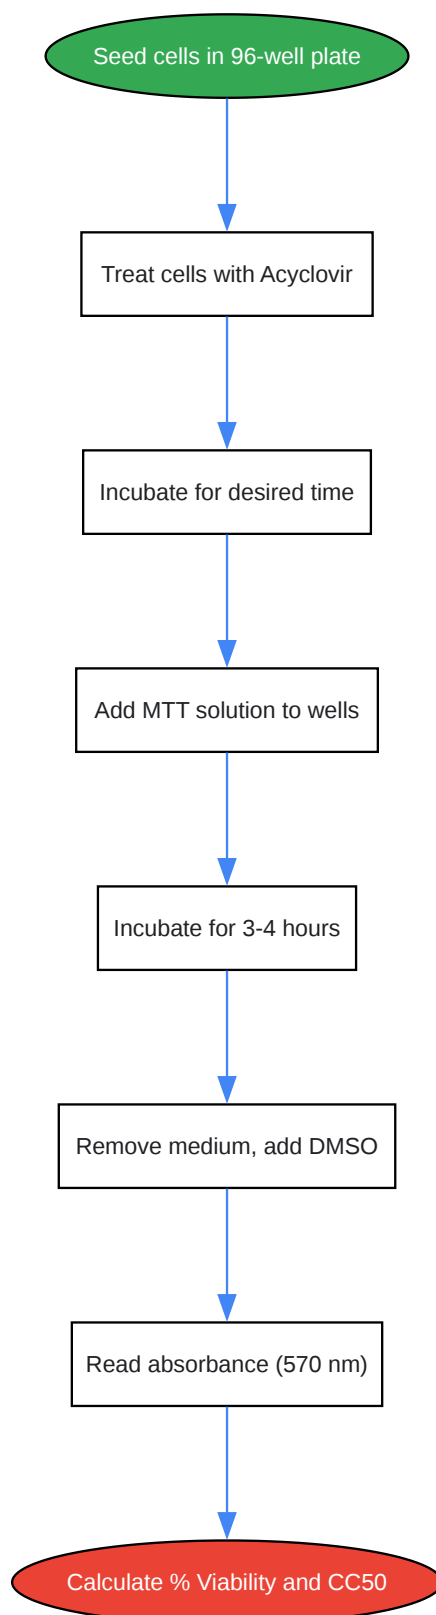 Seed cells in 96-well plate
Treat cells with Acyclovir
Incubate for desired time
Add MTT solution to wells
Incubate for 3-4 hours
Remove medium, add DMSO
Read absorbance (570 nm)
Calculate % Viability and CC50